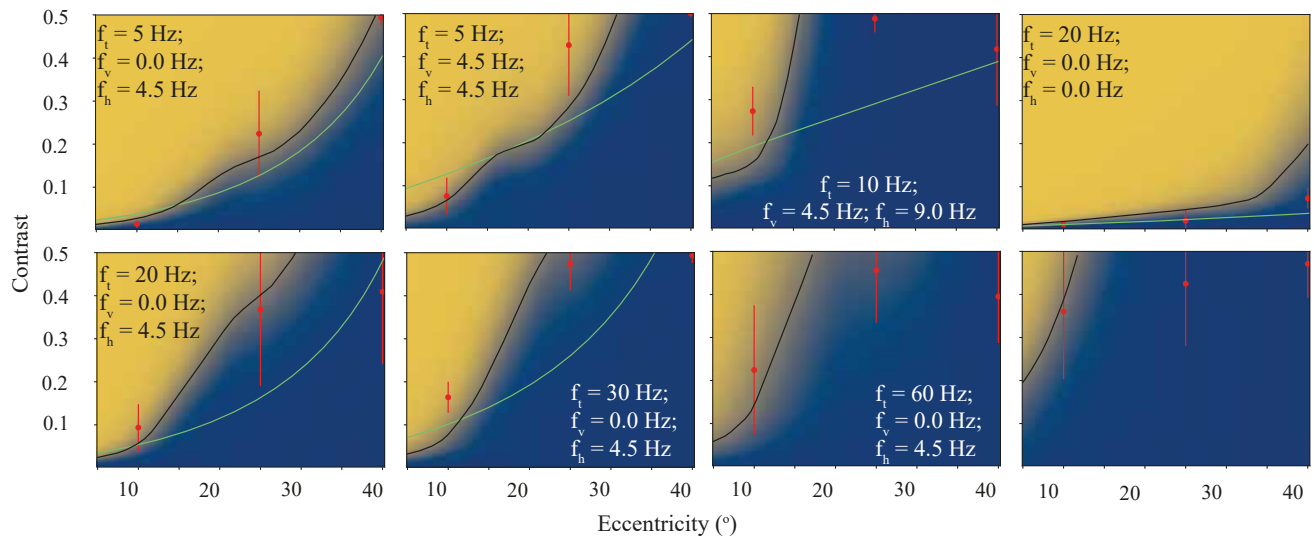 0.5
0.4
0.3
0.2
0.1
f_t = 5 Hz;
f_v = 0.0 Hz;
f_h = 4.5 Hz
f_t = 5 Hz;
f_v = 4.5 Hz;
f_h = 4.5 Hz
f_t = 10 Hz;
f_v = 4.5 Hz; f_h = 9.0 Hz
f_t = 20 Hz;
f_v = 0.0 Hz;
f_h = 0.0 Hz
Contrast
0.5
0.4
0.3
0.2
0.1
f_t = 20 Hz;
f_v = 0.0 Hz;
f_h = 4.5 Hz
f_t = 30 Hz;
f_v = 0.0 Hz;
f_h = 4.5 Hz
f_t = 60 Hz;
f_v = 0.0 Hz;
f_h = 4.5 Hz
10 20 30 40
10 20 30 40
10 20 30 40
10 20 30 40
Eccentricity (°)